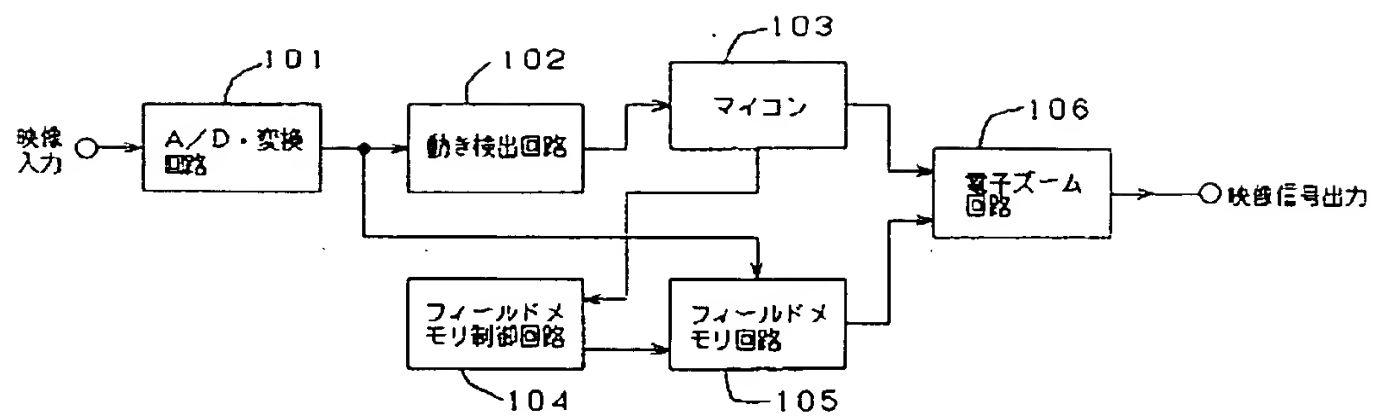 101
102
103
106
映像
入力
A/D・変換
回路
動き検出回路
マイコン
電子ズーム
回路
映像信号出力
フィールドメ
モリ制御回路
フィールドメ
モリ回路
104
105